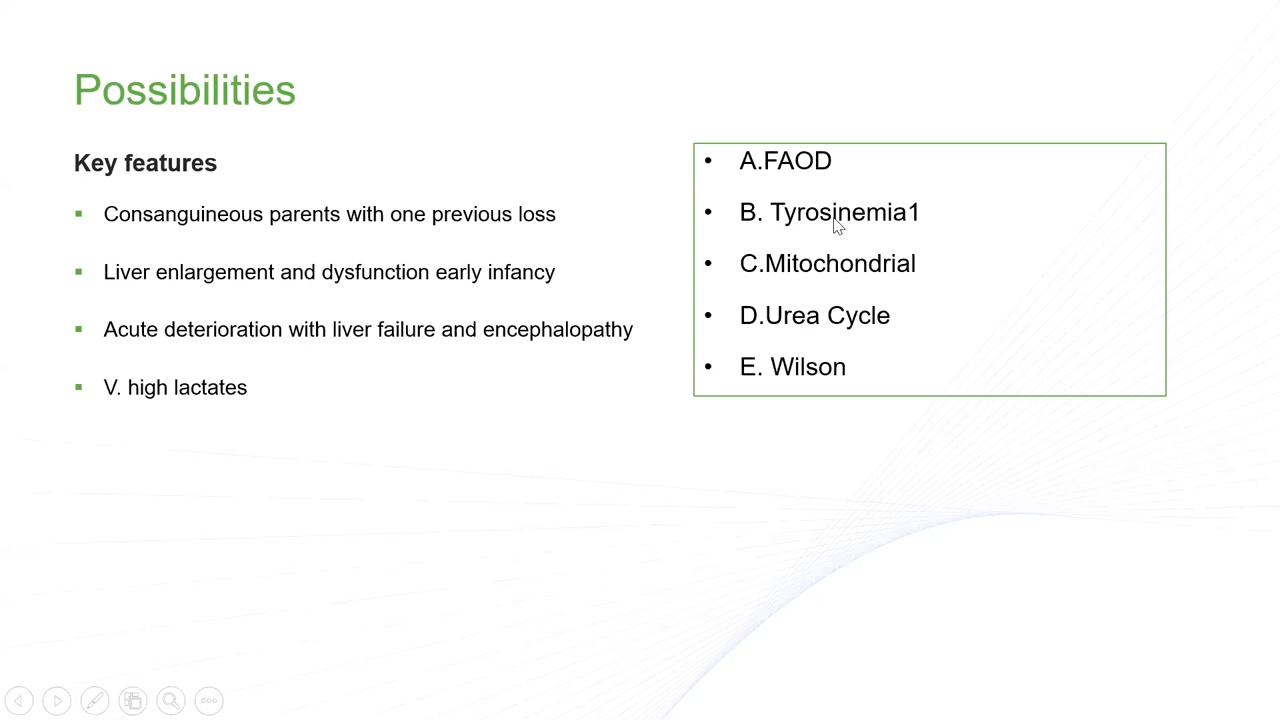 Possibilities
Key features
Consanguineous parents with one previous loss
Liver enlargement and dysfunction early infancy
Acute deterioration with liver failure and encephalopathy
V. high lactates
A.FAOD
B. Tyrosinemia1
C.Mitochondrial
D.Urea Cycle
E. Wilson